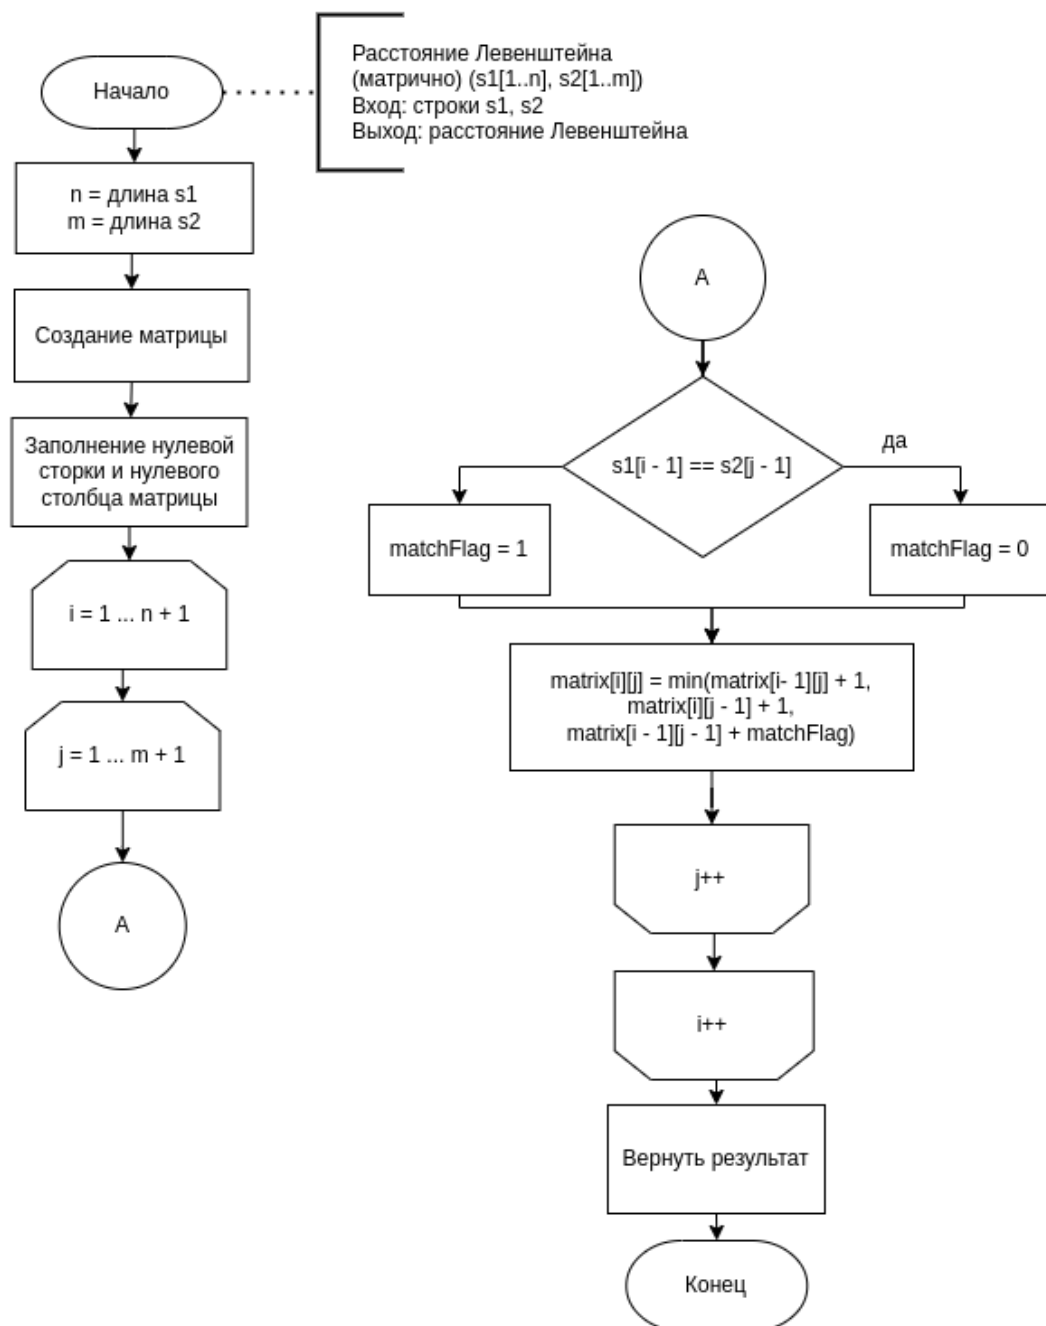 Начало
Расстояние Левенштейна
(матрично) (s1[1..n], s2[1..m])
Вход: строки s1, s2
Выход: расстояние Левенштейна
n = длина s1
m = длина s2
Создание матрицы
Заполнение нулевой
сторки и нулевого
столбца матрицы
i = 1 ... n + 1
j = 1 ... m + 1
A
A
s1[i - 1] == s2[j - 1]
да
matchFlag = 1
matchFlag = 0
matrix[i][j] = min(matrix[i- 1][j] + 1,
matrix[i][j - 1] + 1,
matrix[i - 1][j - 1] + matchFlag)
j++
i++
Вернуть результат
Конец